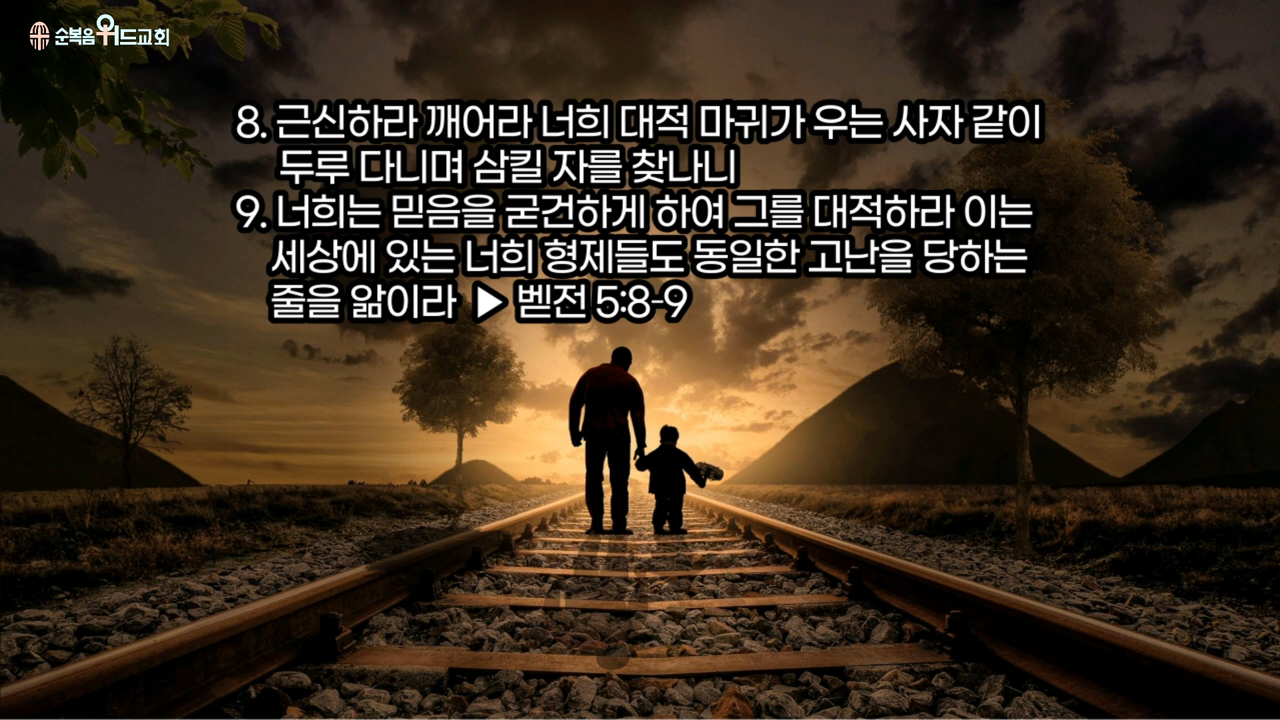 순복음워드교회
8. 근신하라 깨어라 너희 대적 마귀가 우는 사자 같이
두루 다니며 삼킬 자를 찾나니
9. 너희는 믿음을 굳건하게 하여 그를 대적하라 이는
세상에 있는 너희 형제들도 동일한 고난을 당하는
줄을 앎이라 ▶ 벧전 5:8-9